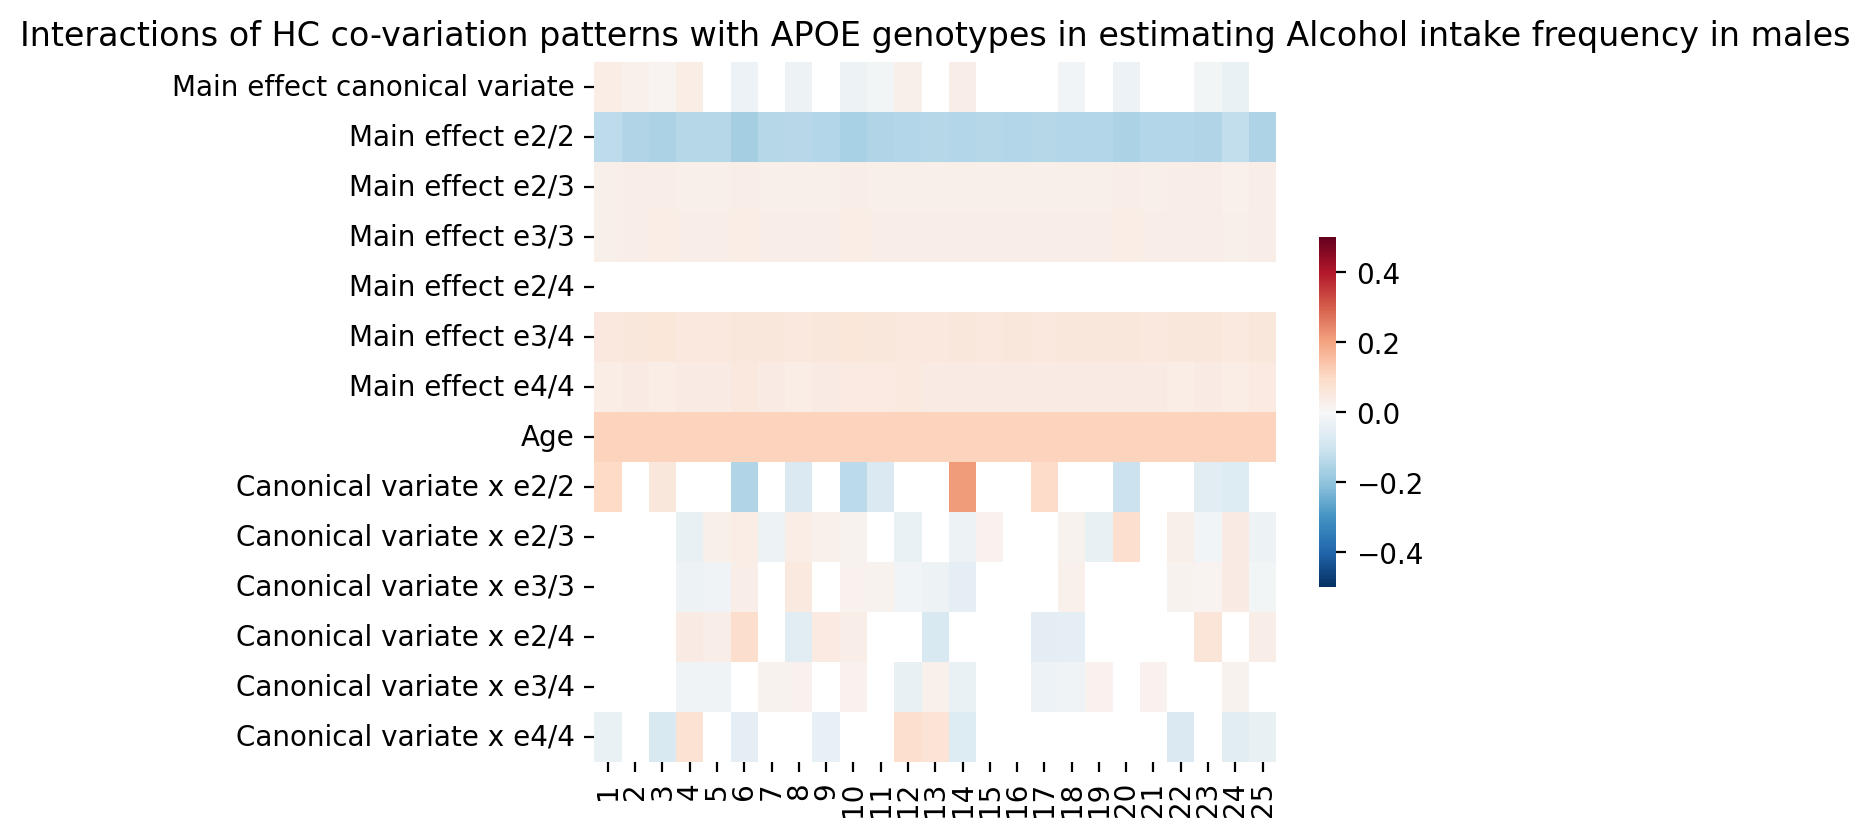 Interactions of HC co-variation patterns with APOE genotypes in estimating Alcohol intake frequency in males
Main effect canonical variate
Main effect e2/2
Main effect e2/3
Main effect e3/3
Main effect e2/4
Main effect e3/4
Main effect e4/4
Age
Canonical variate x e2/2
Canonical variate x e2/3
Canonical variate x e3/3
Canonical variate x e2/4
Canonical variate x e3/4
Canonical variate x e4/4
1 2 3 4 5 6 7 8 9 10 11 12 13 14 15 16 17 18 19 20 21 22 23 24 25
0.4
0.2
0.0
−0.2
−0.4